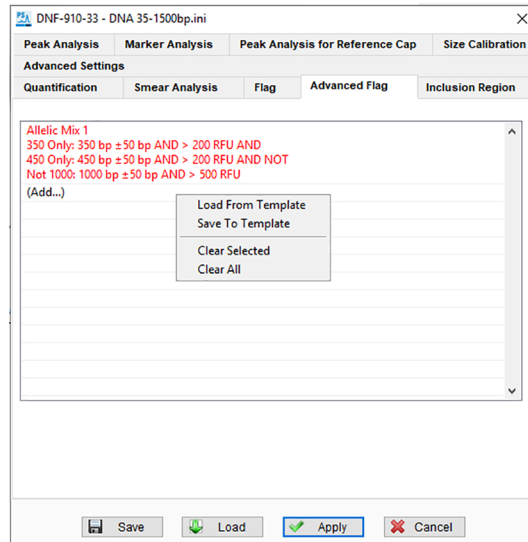 DNF-910-33 - DNA 35-1500bp.ini
Peak Analysis Marker Analysis Peak Analysis for Reference Cap Size Calibration
Advanced Settings
Quantification Smear Analysis Flag Advanced Flag Inclusion Region
Allelic Mix 1
350 Only: 350 bp ±50 bp AND > 200 RFU AND
450 Only: 450 bp ±50 bp AND > 200 RFU AND NOT
Not 1000: 1000 bp ±50 bp AND > 500 RFU
(Add...)
Load From Template
Save To Template
Clear Selected
Clear All
Save Load Apply Cancel